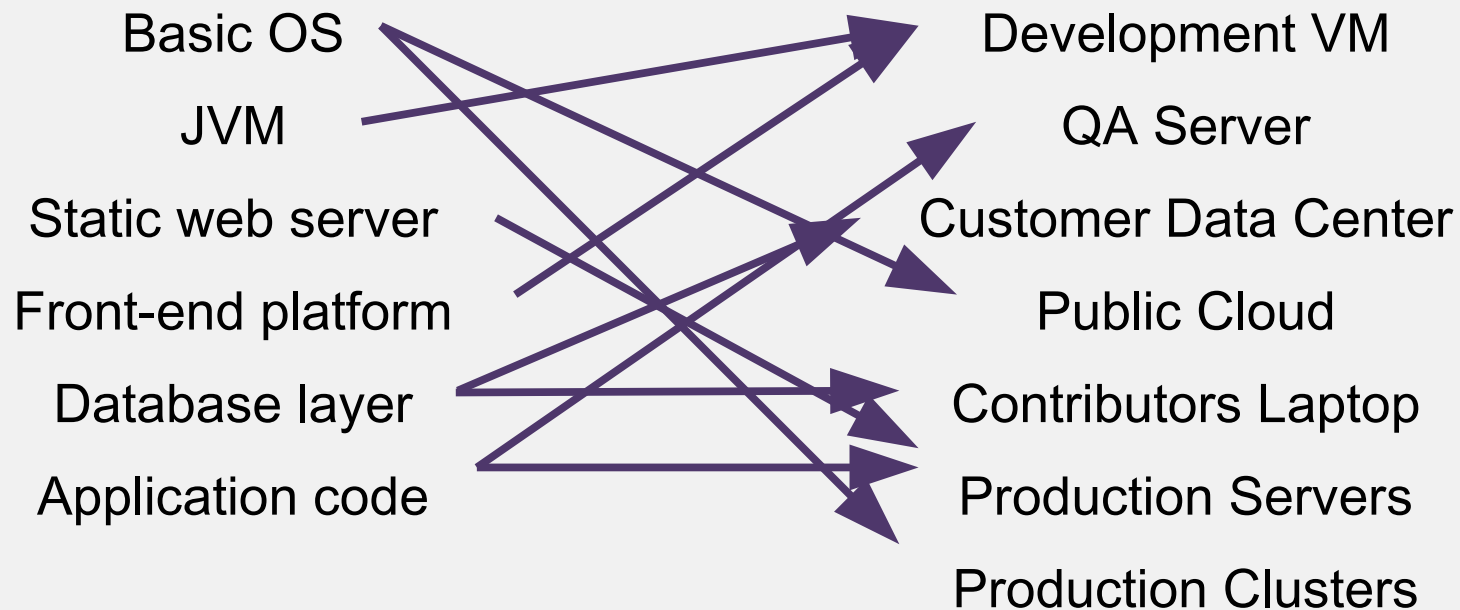 Basic OS
JVM
Static web server
Front-end platform
Database layer
Application code
Development VM
QA Server
Customer Data Center
Public Cloud
Contributors Laptop
Production Servers
Production Clusters